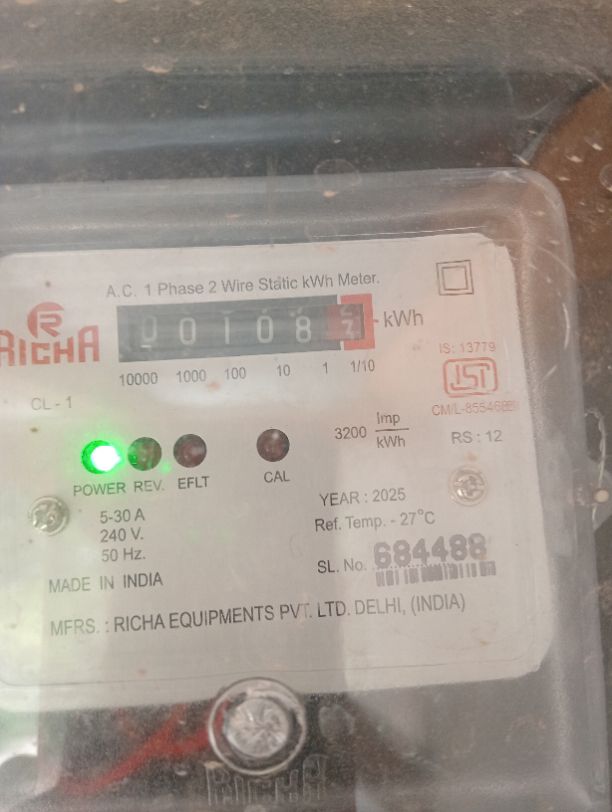 A.C. 1 Phase 2 Wire Static kWh Meter.
R
RICHA
0 0 1 0 8 kWh
10000 1000 100 10 1 1/10
IS: 13779
ISI
CL - 1
3200 Imp/kWh
RS : 12
POWER REV. EFLT CAL
YEAR : 2025
5-30 A
Ref. Temp. - 27°C
240 V.
50 Hz.
SL. No. 684488
MADE IN INDIA
MFRS. : RICHA EQUIPMENTS PVT. LTD. DELHI, (INDIA)
RICHA